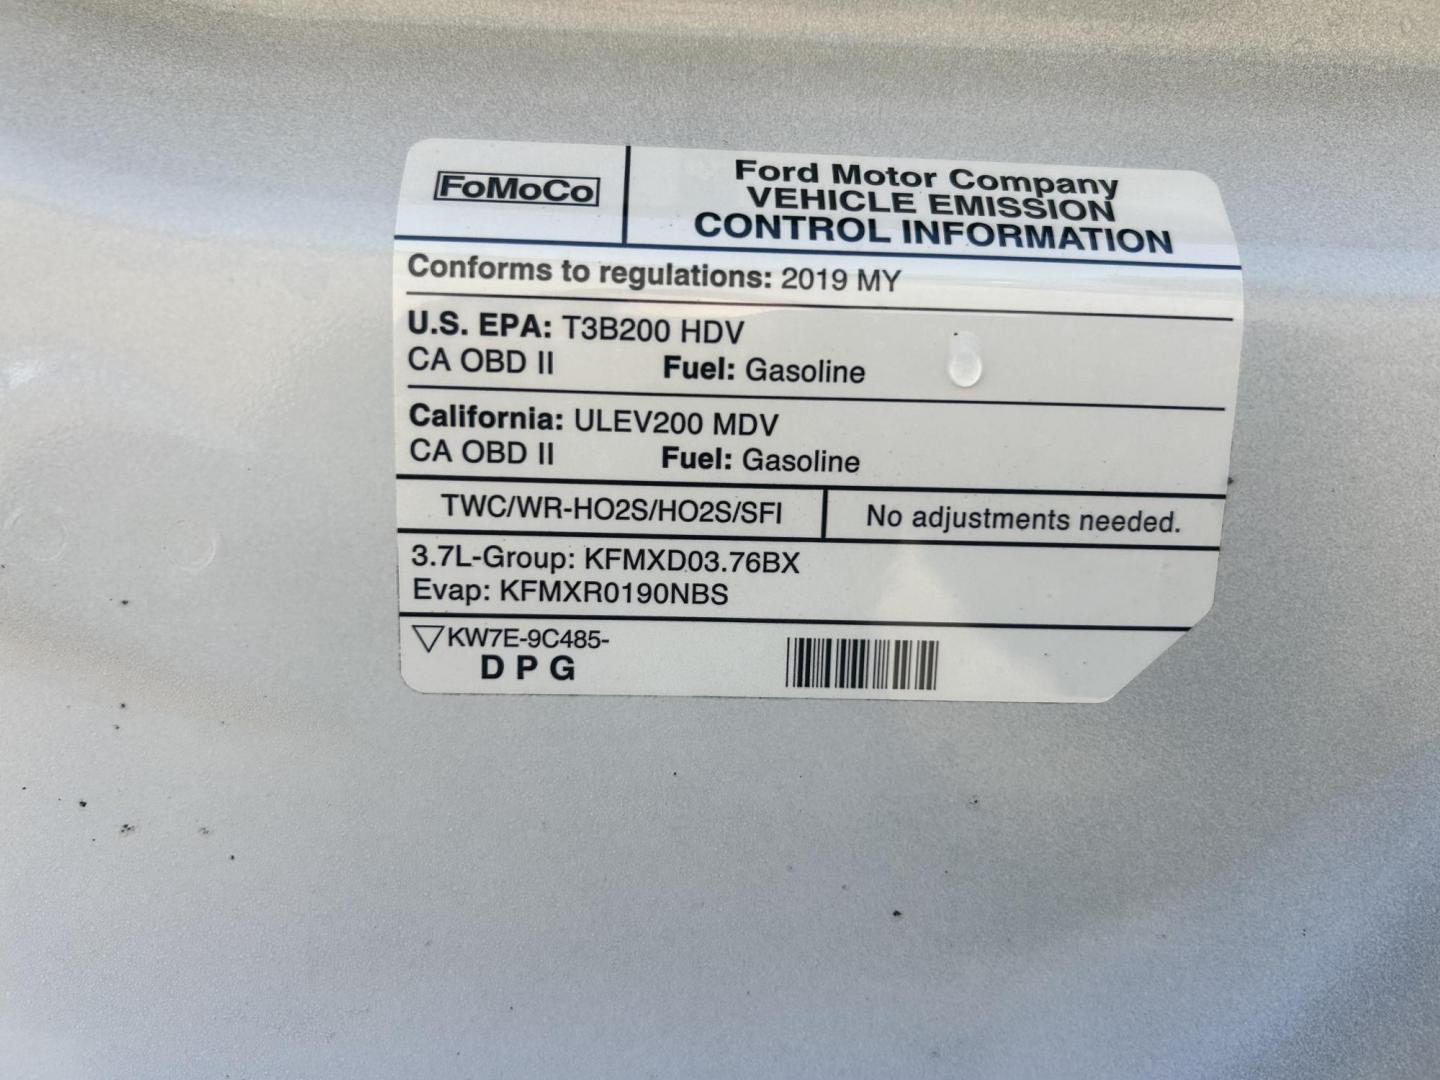 FoMoCo
Ford Motor Company
VEHICLE EMISSION
CONTROL INFORMATION
Conforms to regulations: 2019 MY
U.S. EPA: T3B200 HDV
CA OBD II Fuel: Gasoline
California: ULEV200 MDV
CA OBD II Fuel: Gasoline
TWC/WR-HO2S/HO2S/SFI
No adjustments needed.
3.7L-Group: KFMXD03.76BX
Evap: KFMXR0190NBS
KW7E-9C485-
D P G